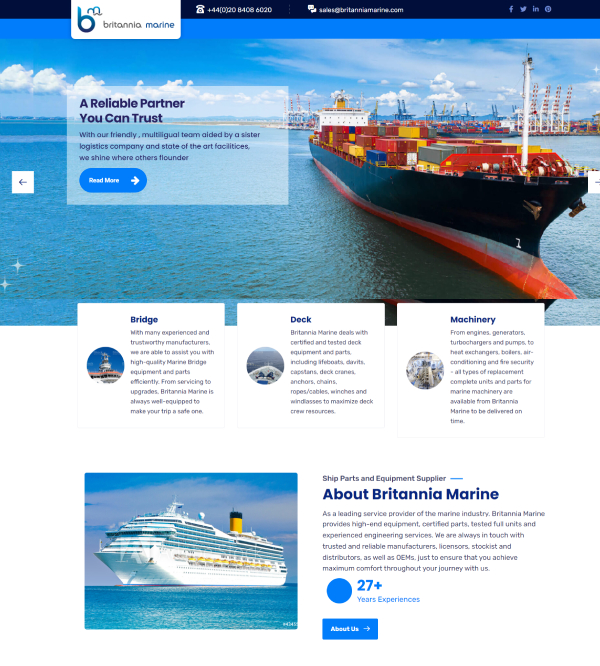 +44(0)20 8408 6020
sales@britanniamarine.com
britannia marine
A Reliable Partner
You Can Trust
With our friendly , multiligual team aided by a sister
logistics company and state of the art facilitices,
we shine where others flounder
Read More
Bridge
With many experienced and
trustworthy manufacturers,
we are able to assist you with
high-quality Marine Bridge
equipment and parts
efficiently. From servicing to
upgrades, Britannia Marine is
always well-equipped to
make your trip a safe one.
Deck
Britannia Marine deals with
certified and tested deck
equipment and parts,
including lifeboats, davits,
capstans, deck cranes,
anchors, chains,
ropes/cables, winches and
windlasses to maximize deck
crew resources.
Machinery
From engines, generators,
turbochargers and pumps, to
heat exchangers, boilers, air-
conditioning and fire security
- all types of replacement
complete units and parts for
marine machinery are
available from Britannia
Marine to be delivered on
time.
Ship Parts and Equipment Supplier
About Britannia Marine
As a leading service provider of the marine industry. Britannia Marine
provides high-end equipment, certified parts, tested full units and
experienced engineering services. We are always in touch with
trusted and reliable manufacturers, licensors, stockist and
distributors, as well as OEMs, just to ensure that you achieve
maximum comfort throughout your journey with us.
27+
Years Experiences
About Us